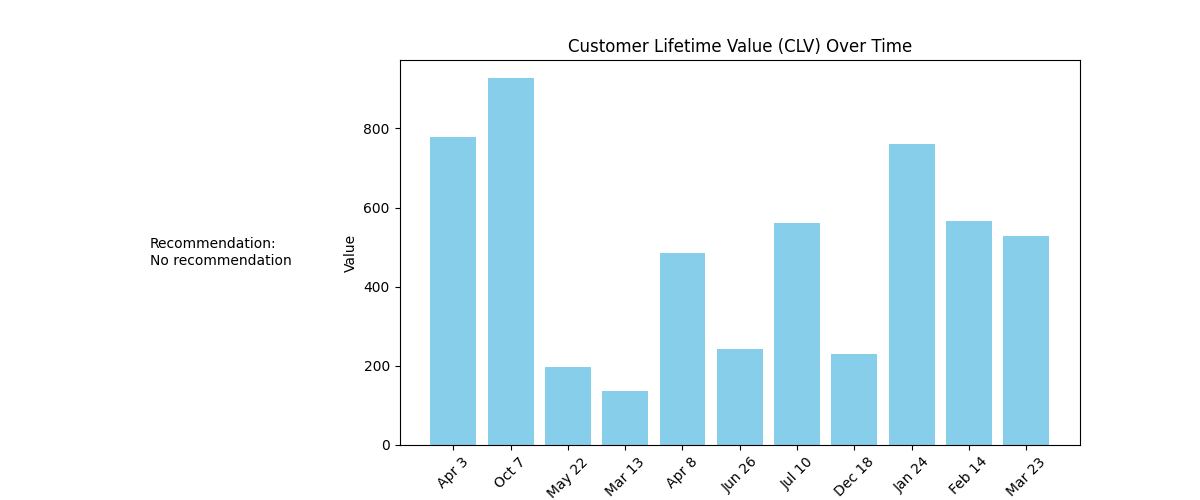 Customer Lifetime Value (CLV) Over Time
Recommendation:
No recommendation
Value
800
600
400
200
0
Apr 3
Oct 7
May 22
Mar 13
Apr 8
Jun 26
Jul 10
Dec 18
Jan 24
Feb 14
Mar 23